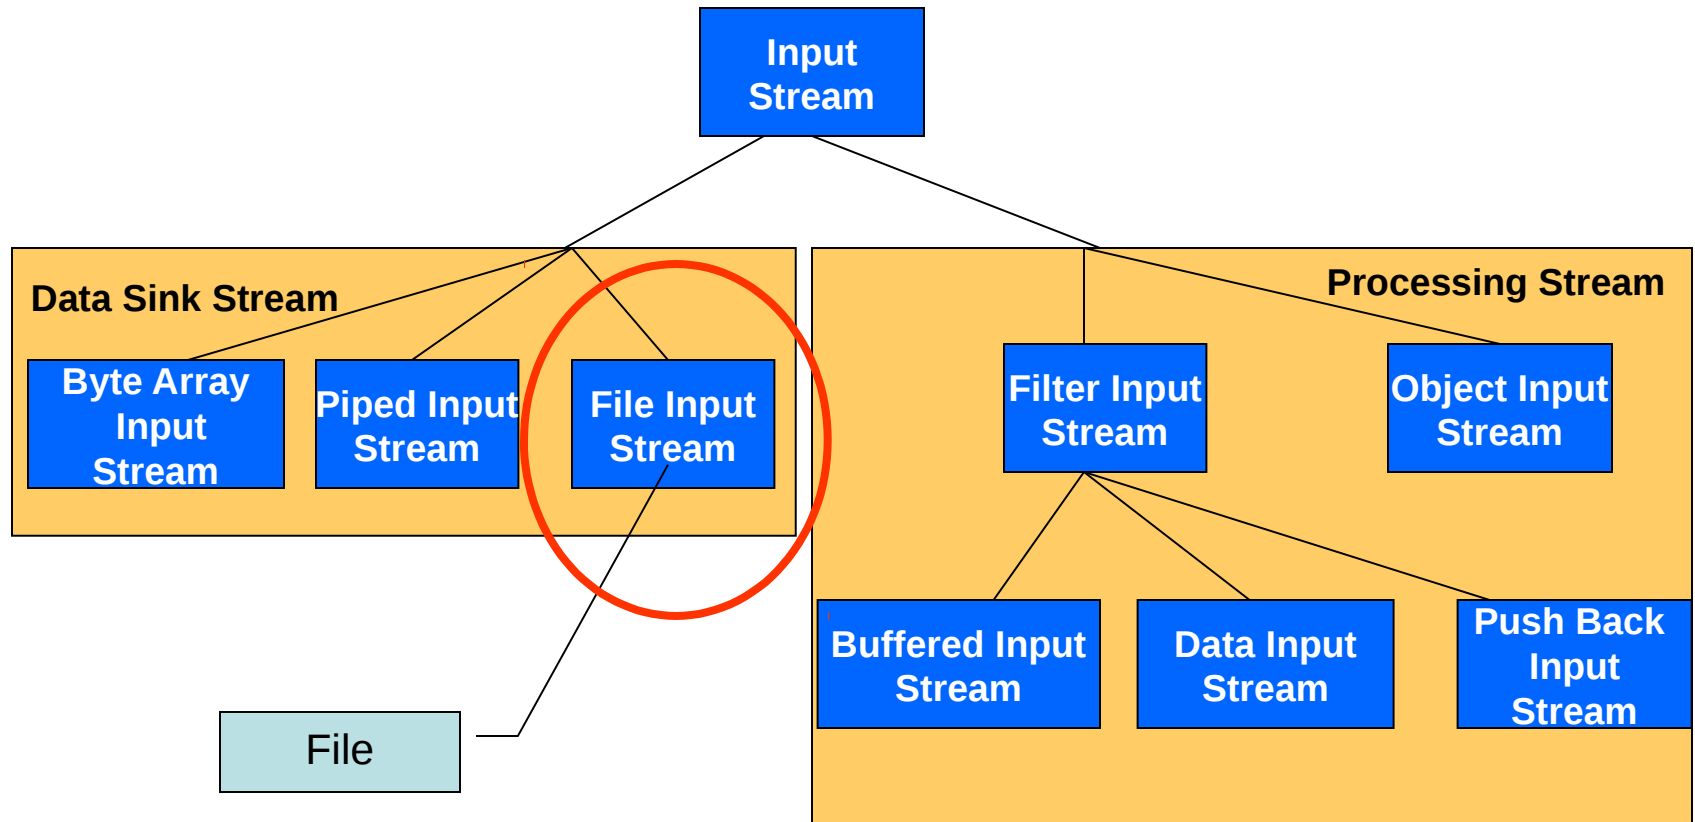 Input
Stream
Data Sink Stream
Processing Stream
Byte Array
Input
Stream
Piped Input
Stream
File Input
Stream
Filter Input
Stream
Object Input
Stream
Buffered Input
Stream
Data Input
Stream
Push Back
Input
Stream
File